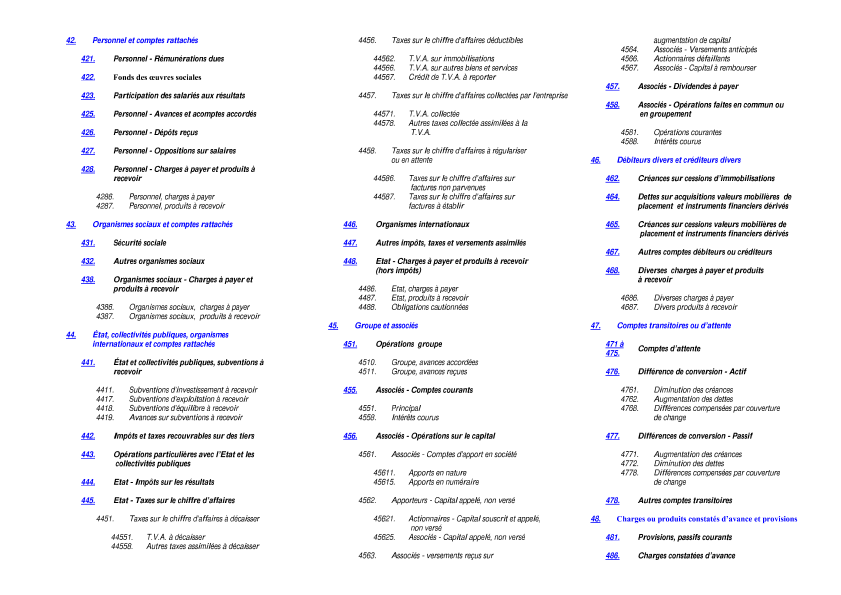 42. Personnel et comptes rattachés
421. Personnel - Rémunérations dues
422. Fonds des œuvres sociales
423. Participation des salariés aux résultats
425. Personnel - Avances et acomptes accordés
426. Personnel - Dépôts reçus
427. Personnel - Oppositions sur salaires
428. Personnel - Charges à payer et produits à
recevoir
4286. Personnel, charges à payer
4287. Personnel, produits à recevoir
43. Organismes sociaux et comptes rattachés
431. Sécurité sociale
432. Autres organismes sociaux
438. Organismes sociaux - Charges à payer et
produits à recevoir
4386. Organismes sociaux, charges à payer
4387. Organismes sociaux, produits à recevoir
44. État, collectivités publiques, organismes
internationaux et comptes rattachés
441. État et collectivités publiques, subventions à
recevoir
4411. Subventions d'investissement à recevoir
4417. Subventions d'exploitation à recevoir
4418. Subventions d'équilibre à recevoir
4419. Avances sur subventions à recevoir
442. Impôts et taxes recouvrables sur des tiers
443. Opérations particulières avec l'Etat et les
collectivités publiques
444. Etat - Impôts sur les résultats
445. Etat - Taxes sur le chiffre d'affaires
4451. Taxes sur le chiffre d'affaires à décaisser
44551. T.V.A. à décaisser
44558. Autres taxes assimilées à décaisser
4456. Taxes sur le chiffre d'affaires déductibles
44562. T.V.A. sur immobilisations
44566. T.V.A. sur autres biens et services
44567. Crédit de T.V.A. à reporter
4457. Taxes sur le chiffre d'affaires collectées par l'entreprise
44571. T.V.A. collectée
44578. Autres taxes collectée assimilées à la
T.V.A.
4458. Taxes sur le chiffre d'affaires à régulariser
ou en attente
44586. Taxes sur le chiffre d'affaires sur
factures non parvenues
44587. Taxes sur le chiffre d'affaires sur
factures à établir
446. Organismes internationaux
447. Autres impôts, taxes et versements assimilés
448. Etat - Charges à payer et produits à recevoir
(hors impôts)
4486. Etat, charges à payer
4487. Etat, produits à recevoir
4488. Obligations cautionnées
45. Groupe et associés
451. Opérations groupe
4510. Groupe, avances accordées
4511. Groupe, avances reçues
455. Associés - Comptes courants
4551. Principal
4558. Intérêts courus
456. Associés - Opérations sur le capital
4561. Associés - Comptes d'apport en société
45611. Apports en nature
45615. Apports en numéraire
4562. Apporteurs - Capital appelé, non versé
45621. Actionnaires - Capital souscrit et appelé,
non versé
45625. Associés - Capital appelé, non versé
4563. Associés - versements reçus sur
augmentation de capital
4564. Associés - Versements anticipés
4566. Actionnaires défaillants
4567. Associés - Capital à rembourser
457. Associés - Dividendes à payer
458. Associés - Opérations faites en commun ou
en groupement
4581. Opérations courantes
4588. Intérêts courus
46. Débiteurs divers et créditeurs divers
462. Créances sur cessions d'immobilisations
464. Dettes sur acquisitions valeurs mobilières de
placement et instruments financiers dérivés
465. Créances sur cessions valeurs mobilières de
placement et instruments financiers dérivés
467. Autres comptes débiteurs ou créditeurs
468. Diverses charges à payer et produits
à recevoir
4686. Diverses charges à payer
4687. Divers produits à recevoir
47. Comptes transitoires ou d'attente
471 à
475. Comptes d'attente
476. Différence de conversion - Actif
4761. Diminution des créances
4762. Augmentation des dettes
4768. Différences compensées par couverture
de change
477. Différences de conversion - Passif
4771. Augmentation des créances
4772. Diminution des dettes
4778. Différences compensées par couverture
de change
478. Autres comptes transitoires
48. Charges ou produits constatés d'avance et provisions
481. Provisions, passifs courants
486. Charges constatées d'avance